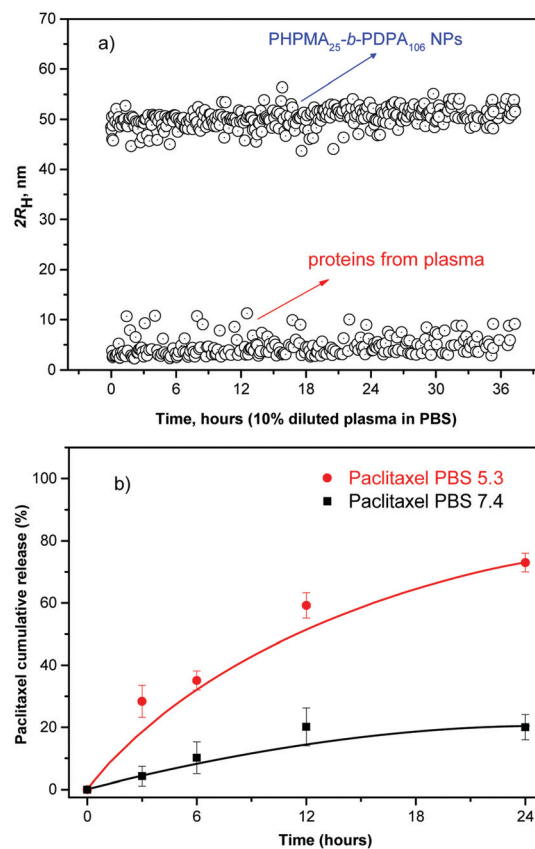 a)
PHPMA25-b-PDPA106 NPs
70
60
50
40
30
20
10
0
2RH, nm
proteins from plasma
0 6 12 18 24 30 36
Time, hours (10% diluted plasma in PBS)
b)
Paclitaxel PBS 5.3
Paclitaxel PBS 7.4
100
80
60
40
20
0
Paclitaxel cumulative release (%)
0 6 12 24
Time (hours)